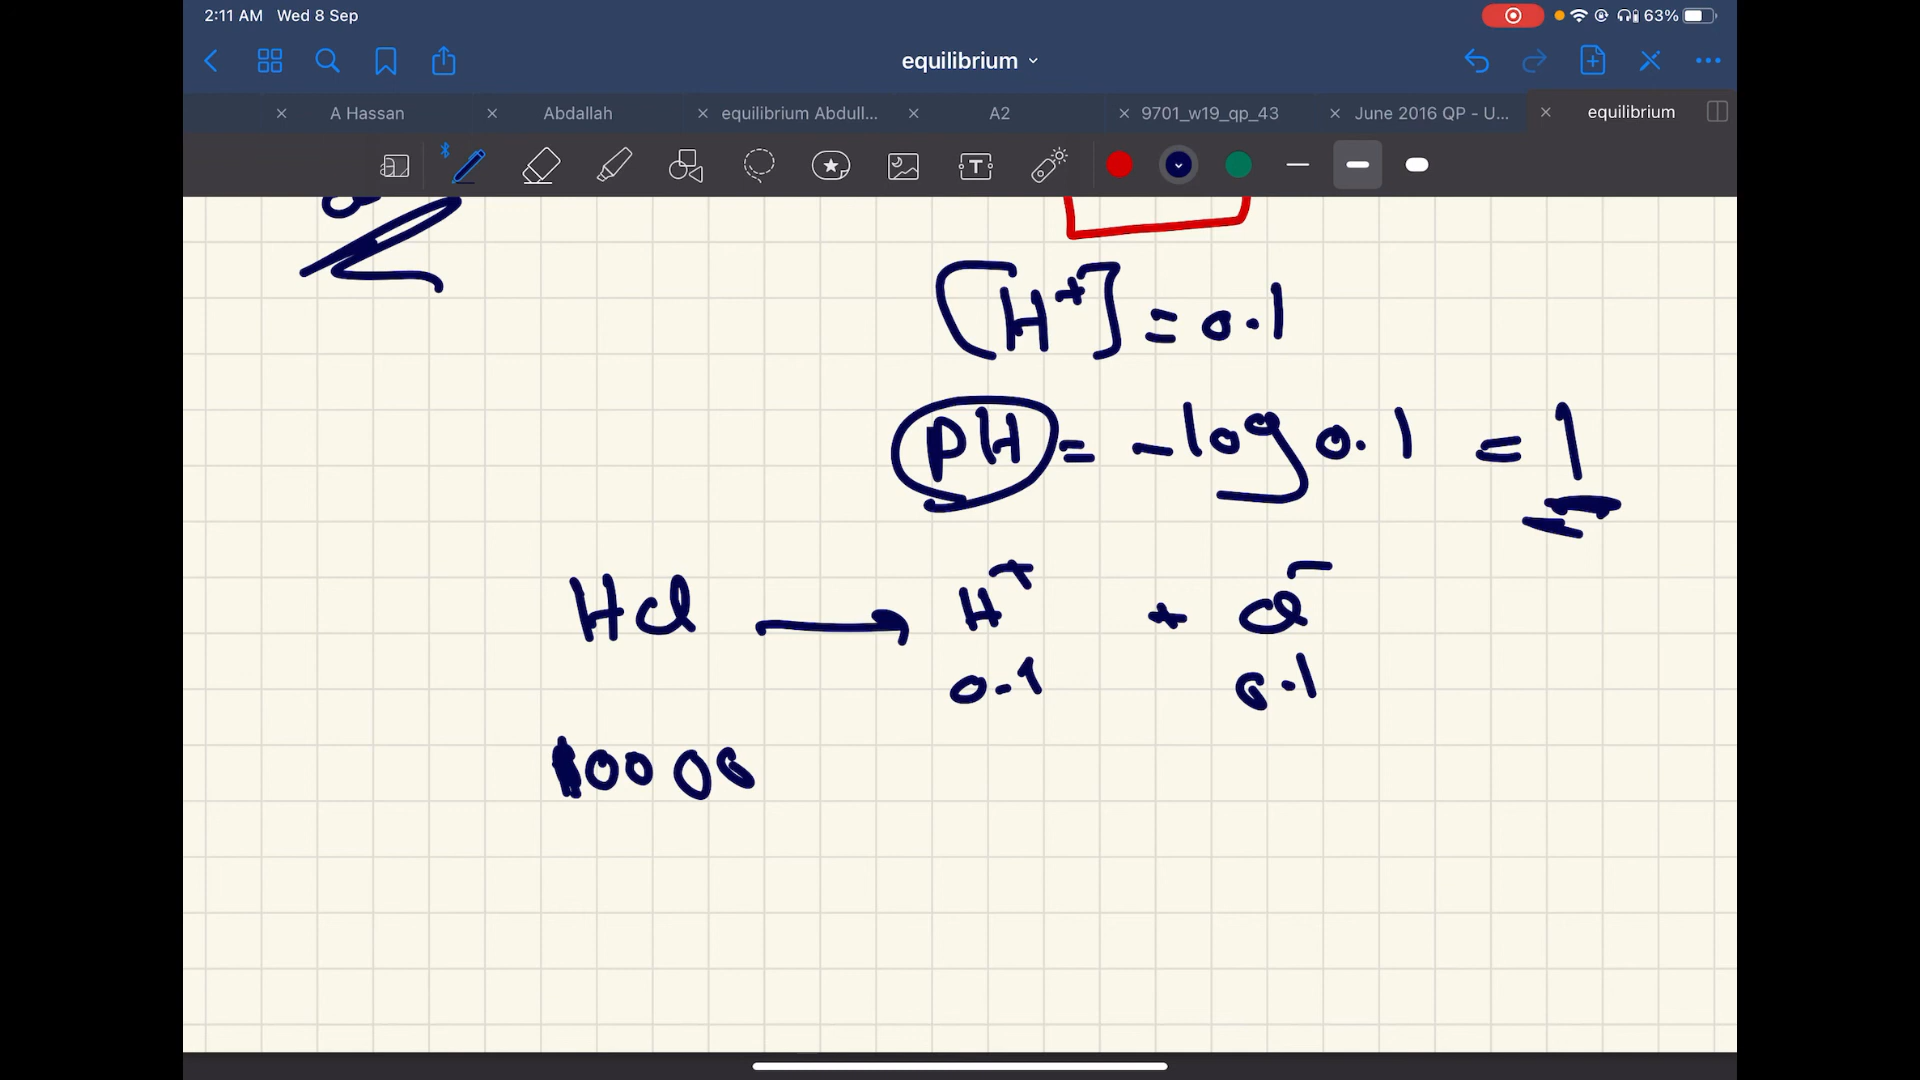 2:11 AM Wed 8 Sep 63%
equilibrium
A Hassan Abdallah equilibrium Abdull... A2 9701_w19_qp_43 June 2016 QP - U... equilibrium
[H⁺] = 0.1
PH = -log 0.1 = 1
HCl → H⁺ + Cl⁻
0.1 0.1
10000